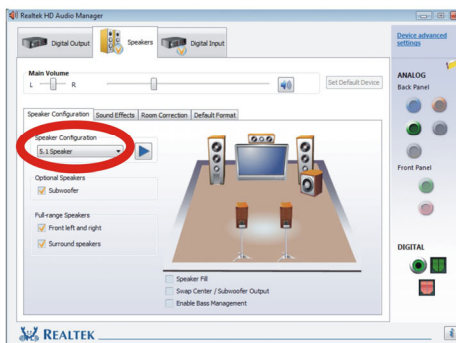 Realtek HD Audio Manager
Digital Output
Speakers
Digital Input
Device advanced
settings
Main Volume
L
R
Set Default Device
ANALOG
Back Panel
Speaker Configuration
Sound Effects
Room Correction
Default Format
Speaker Configuration
5.1 Speaker
Optional Speakers
Subwoofer
Full-range Speakers
Front left and right
Surround speakers
Front Panel
DIGITAL
Speaker Fill
Swap Center / Subwoofer Output
Enable Bass Management
REALTEK
i